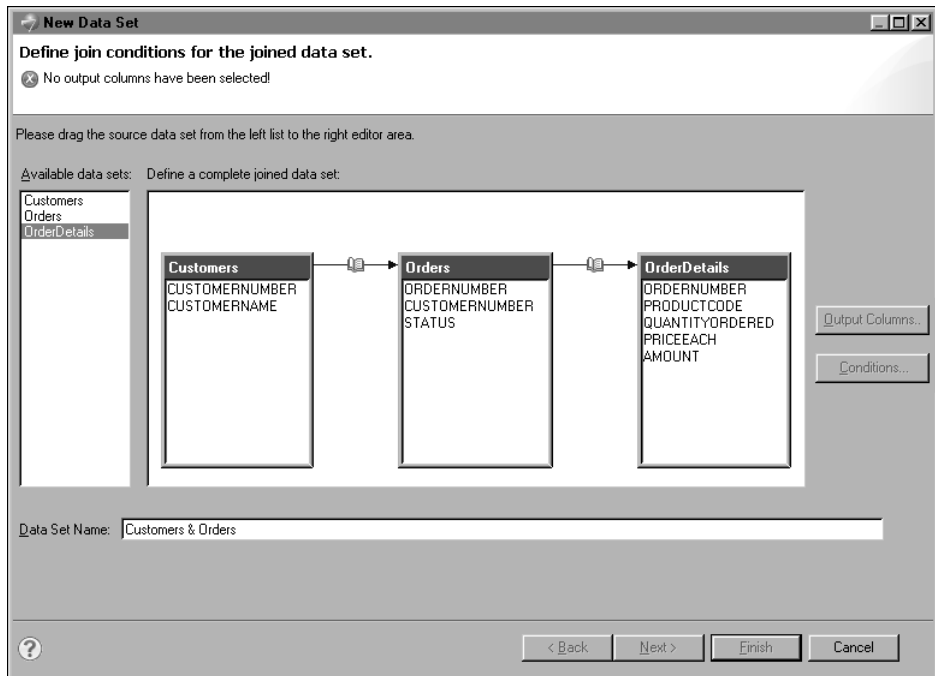 New Data Set
Define join conditions for the joined data set.
No output columns have been selected!
Please drag the source data set from the left list to the right editor area.
Available data sets:
Define a complete joined data set:
Customers
Orders
OrderDetails
Customers
CUSTOMERNUMBER
CUSTOMERNAME
Orders
ORDERNUMBER
CUSTOMERNUMBER
STATUS
OrderDetails
ORDERNUMBER
PRODUCTCODE
QUANTITYORDERED
PRICEEACH
AMOUNT
Output Columns..
Conditions...
Data Set Name: Customers & Orders
?
< Back
Next >
Finish
Cancel